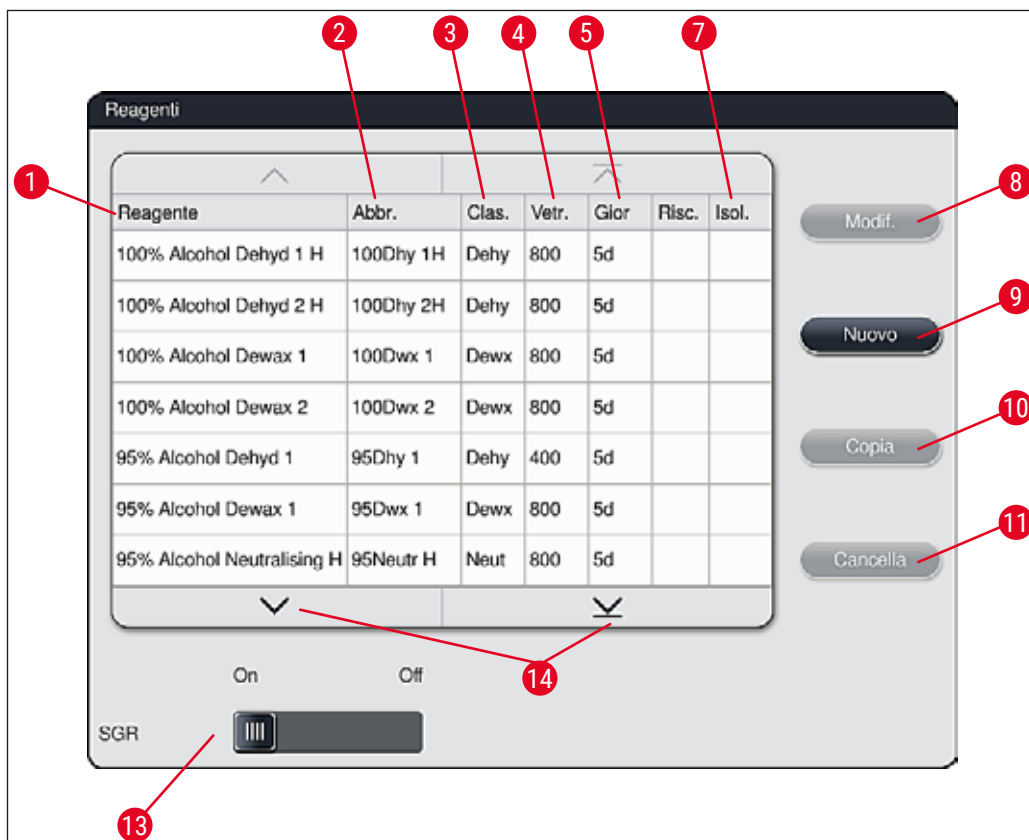 2 3 4 5 7
Reagenti
1 8
Reagente Abbr. Clas. Vetr. Gior Risc. Isol. Modif.
100% Alcohol Dehyd 1 H 100Dhy 1H Dehy 800 5d
100% Alcohol Dehyd 2 H 100Dhy 2H Dehy 800 5d
9
Nuovo
100% Alcohol Dewax 1 100Dwx 1 Dewx 800 5d
100% Alcohol Dewax 2 100Dwx 2 Dewx 800 5d
10
95% Alcohol Dehyd 1 95Dhy 1 Dehy 400 5d
Copia
95% Alcohol Dewax 1 95Dwx 1 Dewx 800 5d
11
95% Alcohol Neutralising H 95Neutr H Neut 800 5d
Cancella
On Off 14
SGR
13